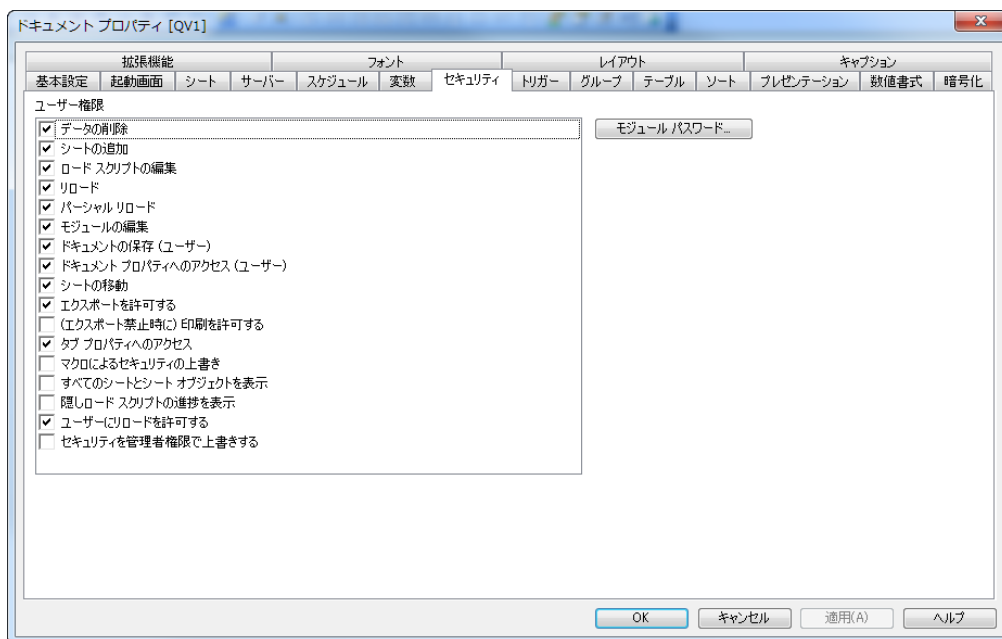 ドキュメント プロパティ [QV1]
拡張機能 フォント レイアウト キャプション
基本設定 起動画面 シート サーバー スケジュール 変数 セキュリティ トリガー グループ テーブル ソート プレゼンテーション 数値書式 暗号化
ユーザー権限
データの削除 モジュール パスワード...
シートの追加
ロード スクリプトの編集
リロード
パーシャル リロード
モジュールの編集
ドキュメントの保存 (ユーザー)
ドキュメント プロパティへのアクセス (ユーザー)
シートの移動
エクスポートを許可する
(エクスポート禁止時に) 印刷を許可する
タブ プロパティへのアクセス
マクロによるセキュリティの上書き
すべてのシートとシート オブジェクトを表示
隠しロード スクリプトの進捗を表示
ユーザーにリロードを許可する
セキュリティを管理者権限で上書きする
OK キャンセル 適用(A) ヘルプ